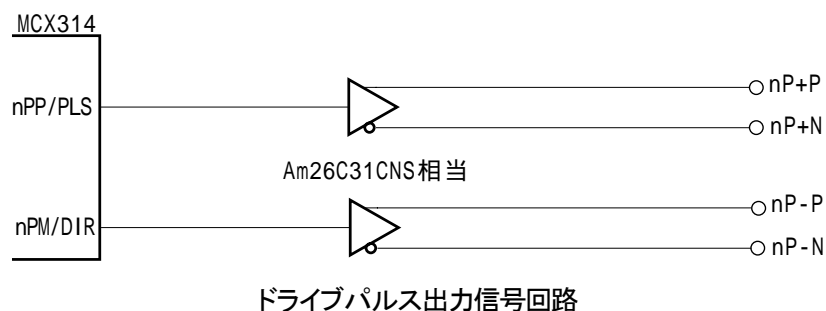 MCX314
nPP/PLS
nP+P
nP+N
Am26C31CNS相当
nPM/DIR
nP-P
nP-N
ドライブパルス出力信号回路